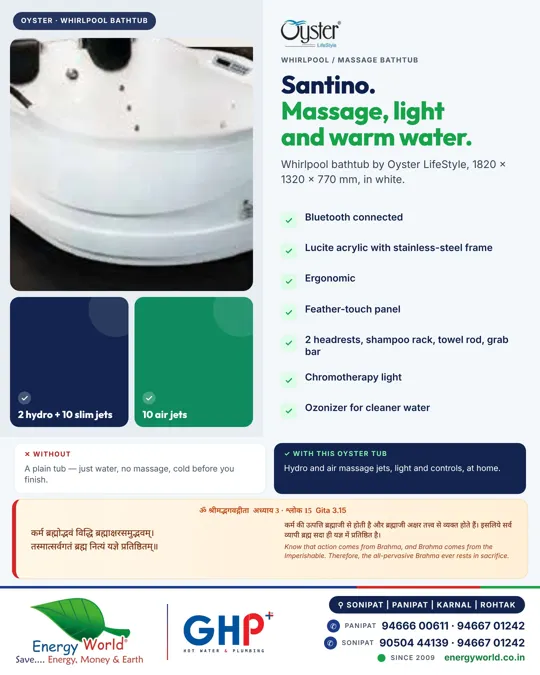 OYSTER · WHIRLPOOL BATHTUB
Oyster®
LifeStyle
WHIRLPOOL / MASSAGE BATHTUB
Santino.
Massage, light
and warm water.
Whirlpool bathtub by Oyster LifeStyle, 1820 ×
1320 × 770 mm, in white.
Bluetooth connected
Lucite acrylic with stainless-steel frame
Ergonomic
Feather-touch panel
2 headrests, shampoo rack, towel rod, grab
bar
Chromotherapy light
Ozonizer for cleaner water
2 hydro + 10 slim jets
10 air jets
× WITHOUT
A plain tub — just water, no massage, cold before you
finish.
✓ WITH THIS OYSTER TUB
Hydro and air massage jets, light and controls, at home.
ॐ श्रीमद्भगवद्गीता अध्याय 3 · श्लोक 15 Gita 3.15
कर्म ब्रह्मोद्भवं विद्धि ब्रह्माक्षरसमुद्भवम्।
तस्मात्सर्वगतं ब्रह्म नित्यं यज्ञे प्रतिष्ठितम्॥
कर्म की उत्पत्ति ब्रह्माजी से होती है और ब्रह्माजी अक्षर तत्त्व से व्यक्त होते हैं। इसलिये सर्व
व्यापी ब्रह्म सदा ही यज्ञ में प्रतिष्ठित है।
Know that action comes from Brahma, and Brahma comes from the
Imperishable. Therefore, the all-pervasive Brahma ever rests in sacrifice.
Energy World®
Save.... Energy, Money & Earth
GHP+
HOT WATER & PLUMBING
SONIPAT | PANIPAT | KARNAL | ROHTAK
PANIPAT 94666 00611 · 94667 01242
SONIPAT 90504 44139 · 94667 01242
SINCE 2009 energyworld.co.in